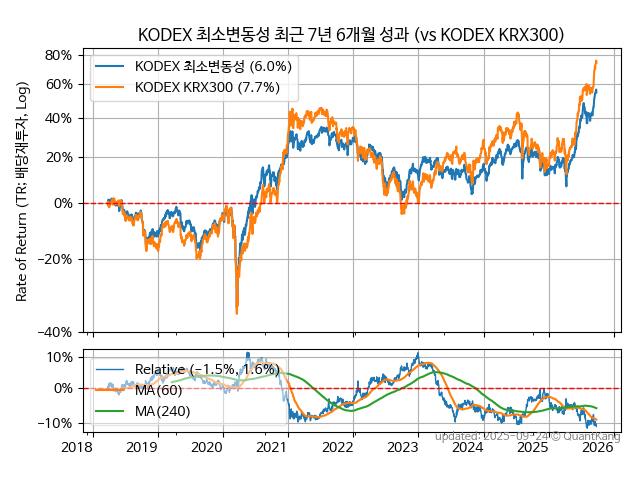 KODEX 최소변동성 최근 7년 6개월 성과 (vs KODEX KRX300)
Rate of Return (TR: 배당재투자, Log)
80%
60%
40%
20%
0%
−20%
−40%
KODEX 최소변동성 (6.0%)
KODEX KRX300 (7.7%)
10%
0%
−10%
Relative (−1.5%, 1.6%)
MA(60)
MA(240)
2018 2019 2020 2021 2022 2023 2024 2025 2026
updated: 2025-09-24 © QuantKang